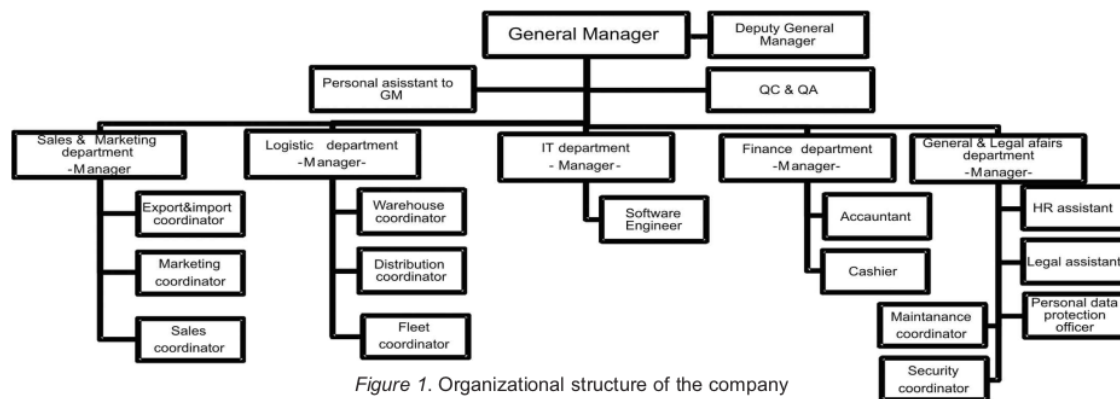 General Manager
Deputy General
Manager
Personal asisstant to
GM
QC & QA
Sales & Marketing
department
-Manager
Logistic department
-Manager-
IT department
- Manager-
Finance department
-Manager-
General & Legal afairs
department
-Manager-
Export&import
coordinator
Marketing
coordinator
Sales
coordinator
Warehouse
coordinator
Distribution
coordinator
Fleet
coordinator
Software
Engineer
Accauntant
Cashier
HR assistant
Legal assistant
Personal data
protection
officer
Maintanance
coordinator
Security
coordinator
Figure 1. Organizational structure of the company